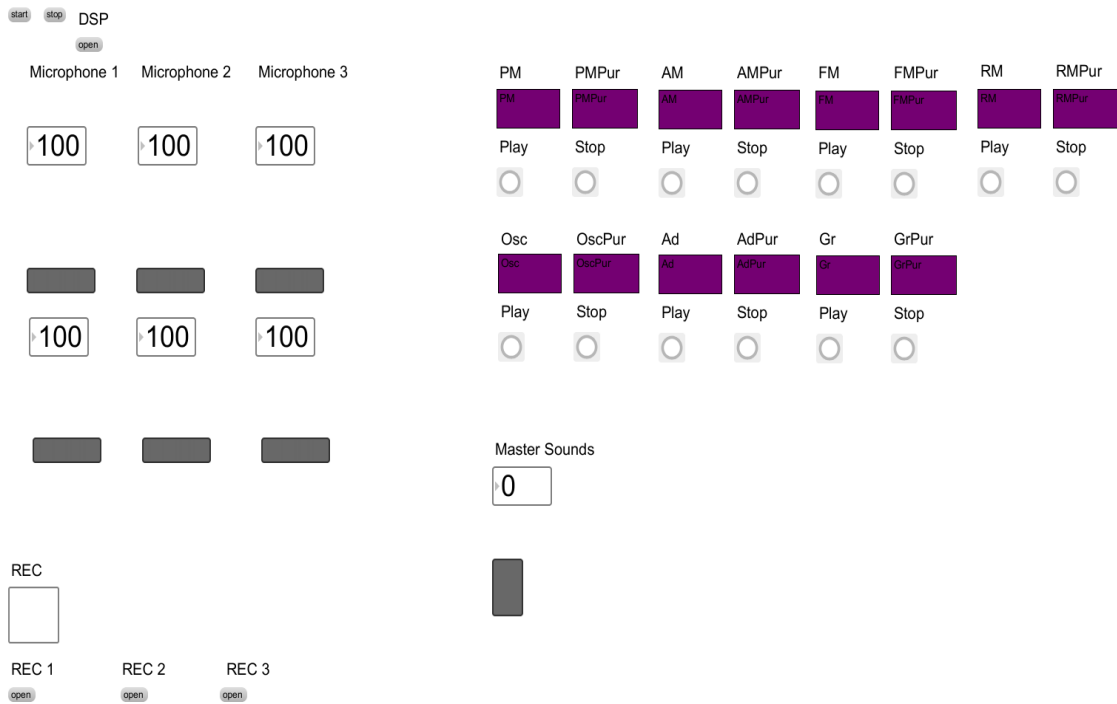 start stop DSP
open
Microphone 1 Microphone 2 Microphone 3
PM PMPur AM AMPur FM FMPur RM RMPur
PM PMPur AM AMPur FM FMPur RM RMPur
100 100 100
Play Stop Play Stop Play Stop Play Stop
Osc OscPur Ad AdPur Gr GrPur
Osc OscPur Ad AdPur Gr GrPur
Play Stop Play Stop Play Stop
100 100 100
Master Sounds
0
REC
REC 1 REC 2 REC 3
open open open